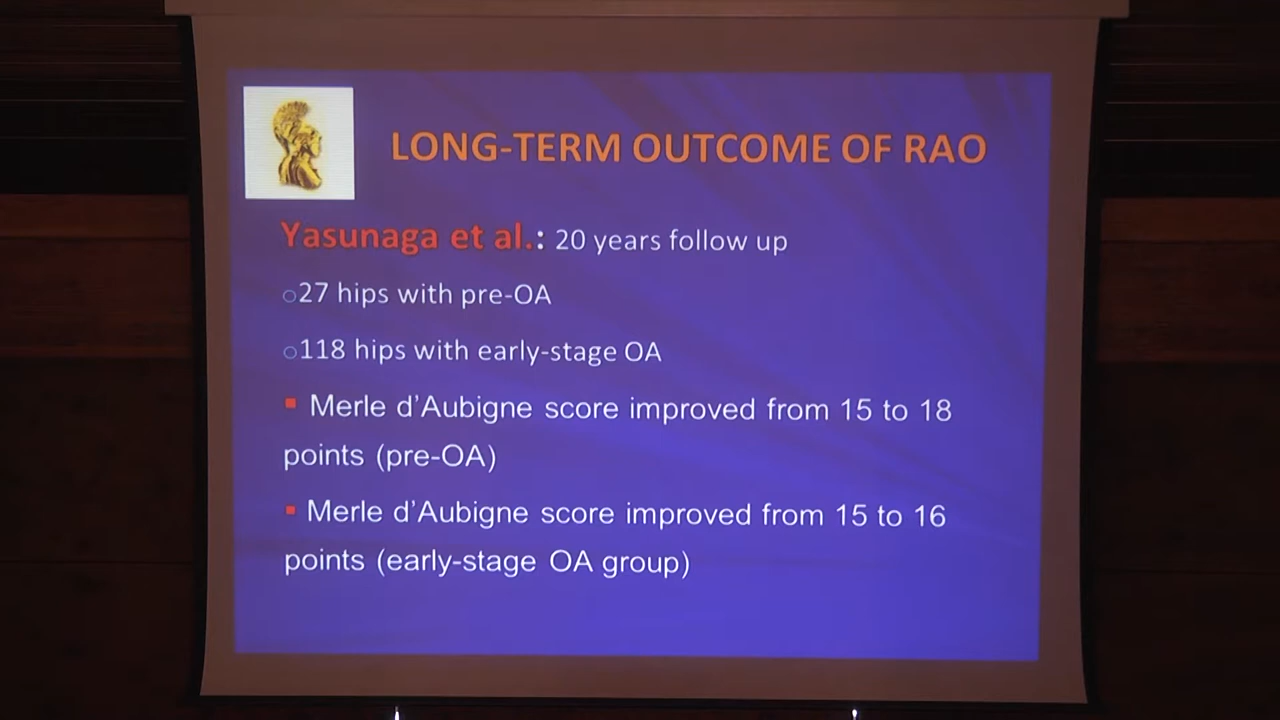 LONG-TERM OUTCOME OF RAO
Yasunaga et al.: 20 years follow up
27 hips with pre-OA
118 hips with early-stage OA
Merle d'Aubigne score improved from 15 to 18
points (pre-OA)
Merle d'Aubigne score improved from 15 to 16
points (early-stage OA group)